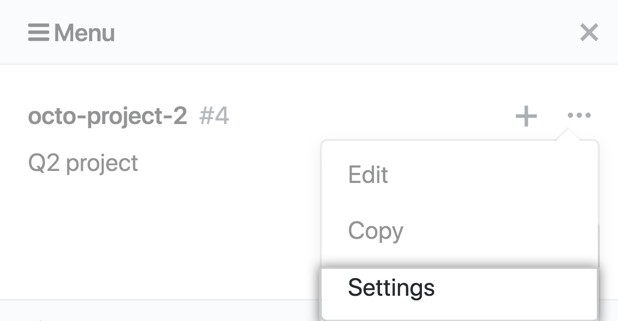 Menu
octo-project-2 #4
Q2 project
Edit
Copy
Settings